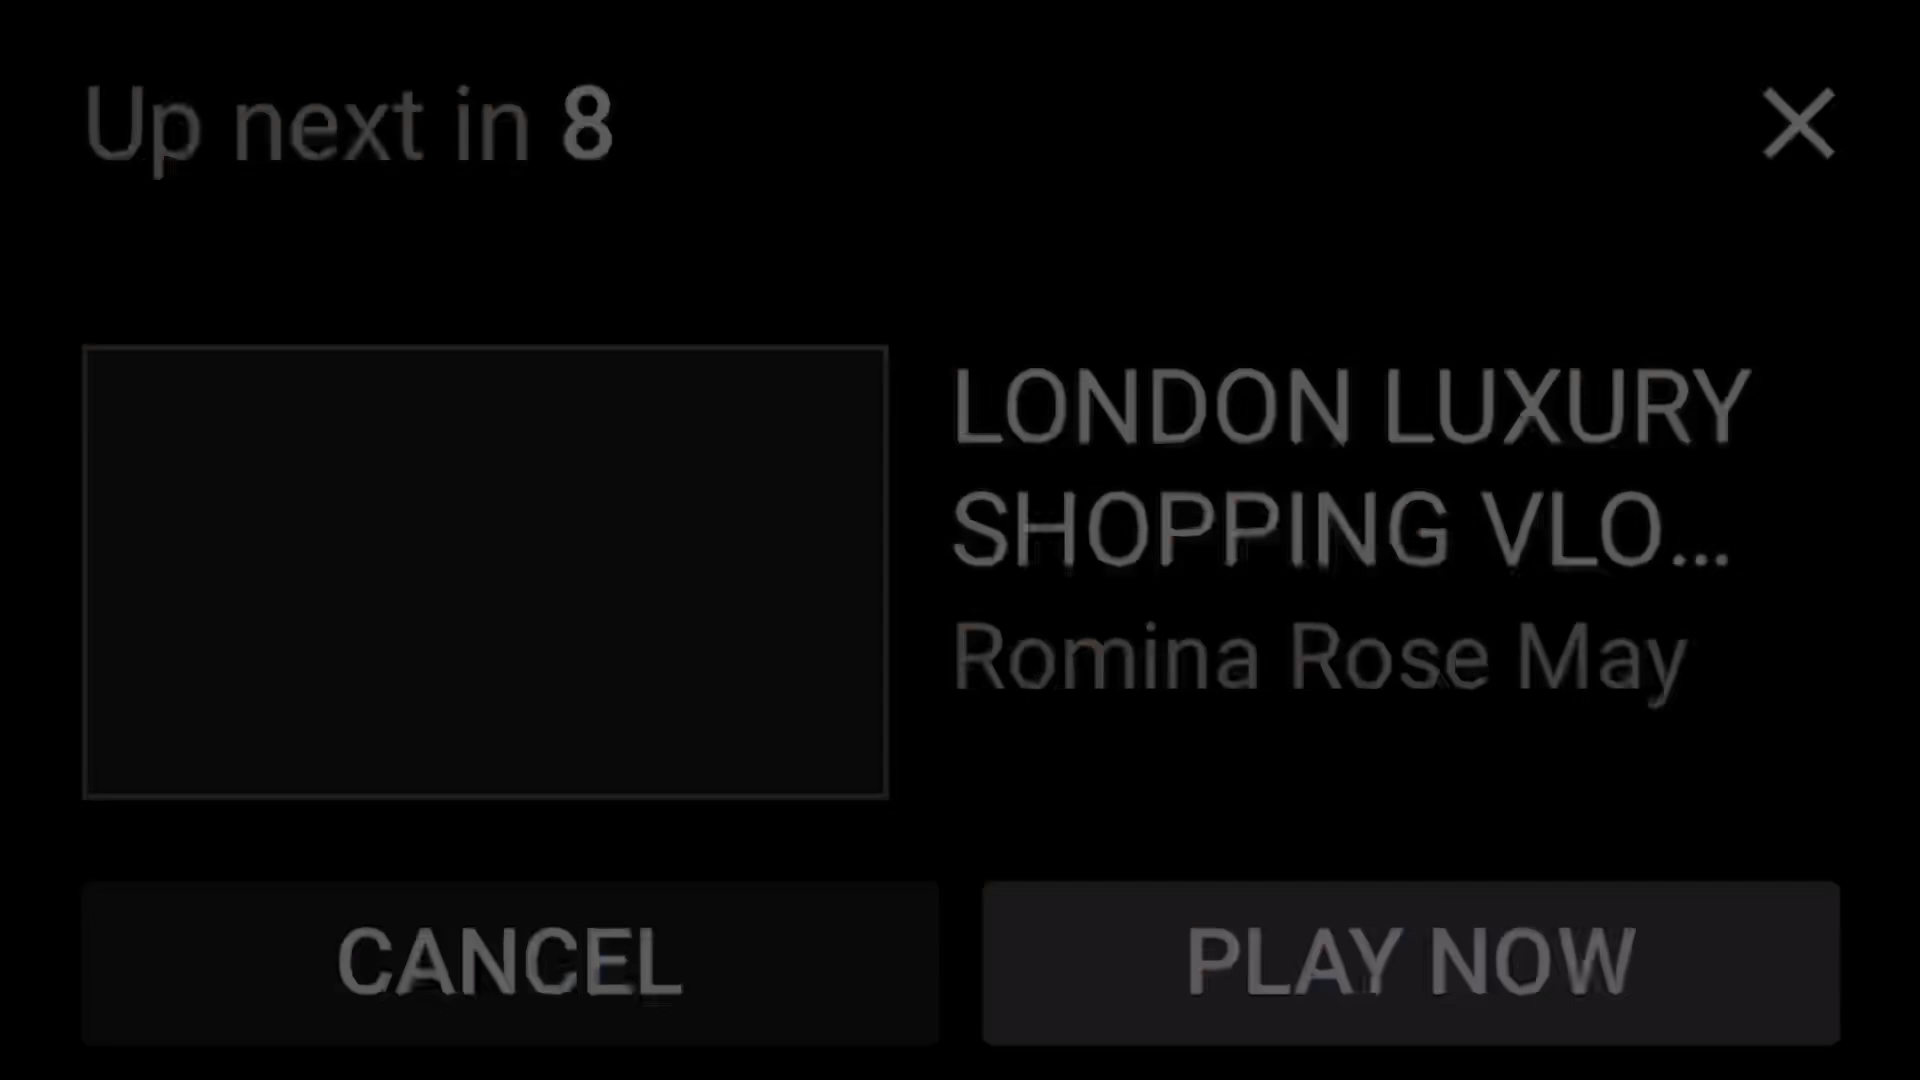 Up next in 8
LONDON LUXURY
SHOPPING VLO...
Romina Rose May
CANCEL
PLAY NOW